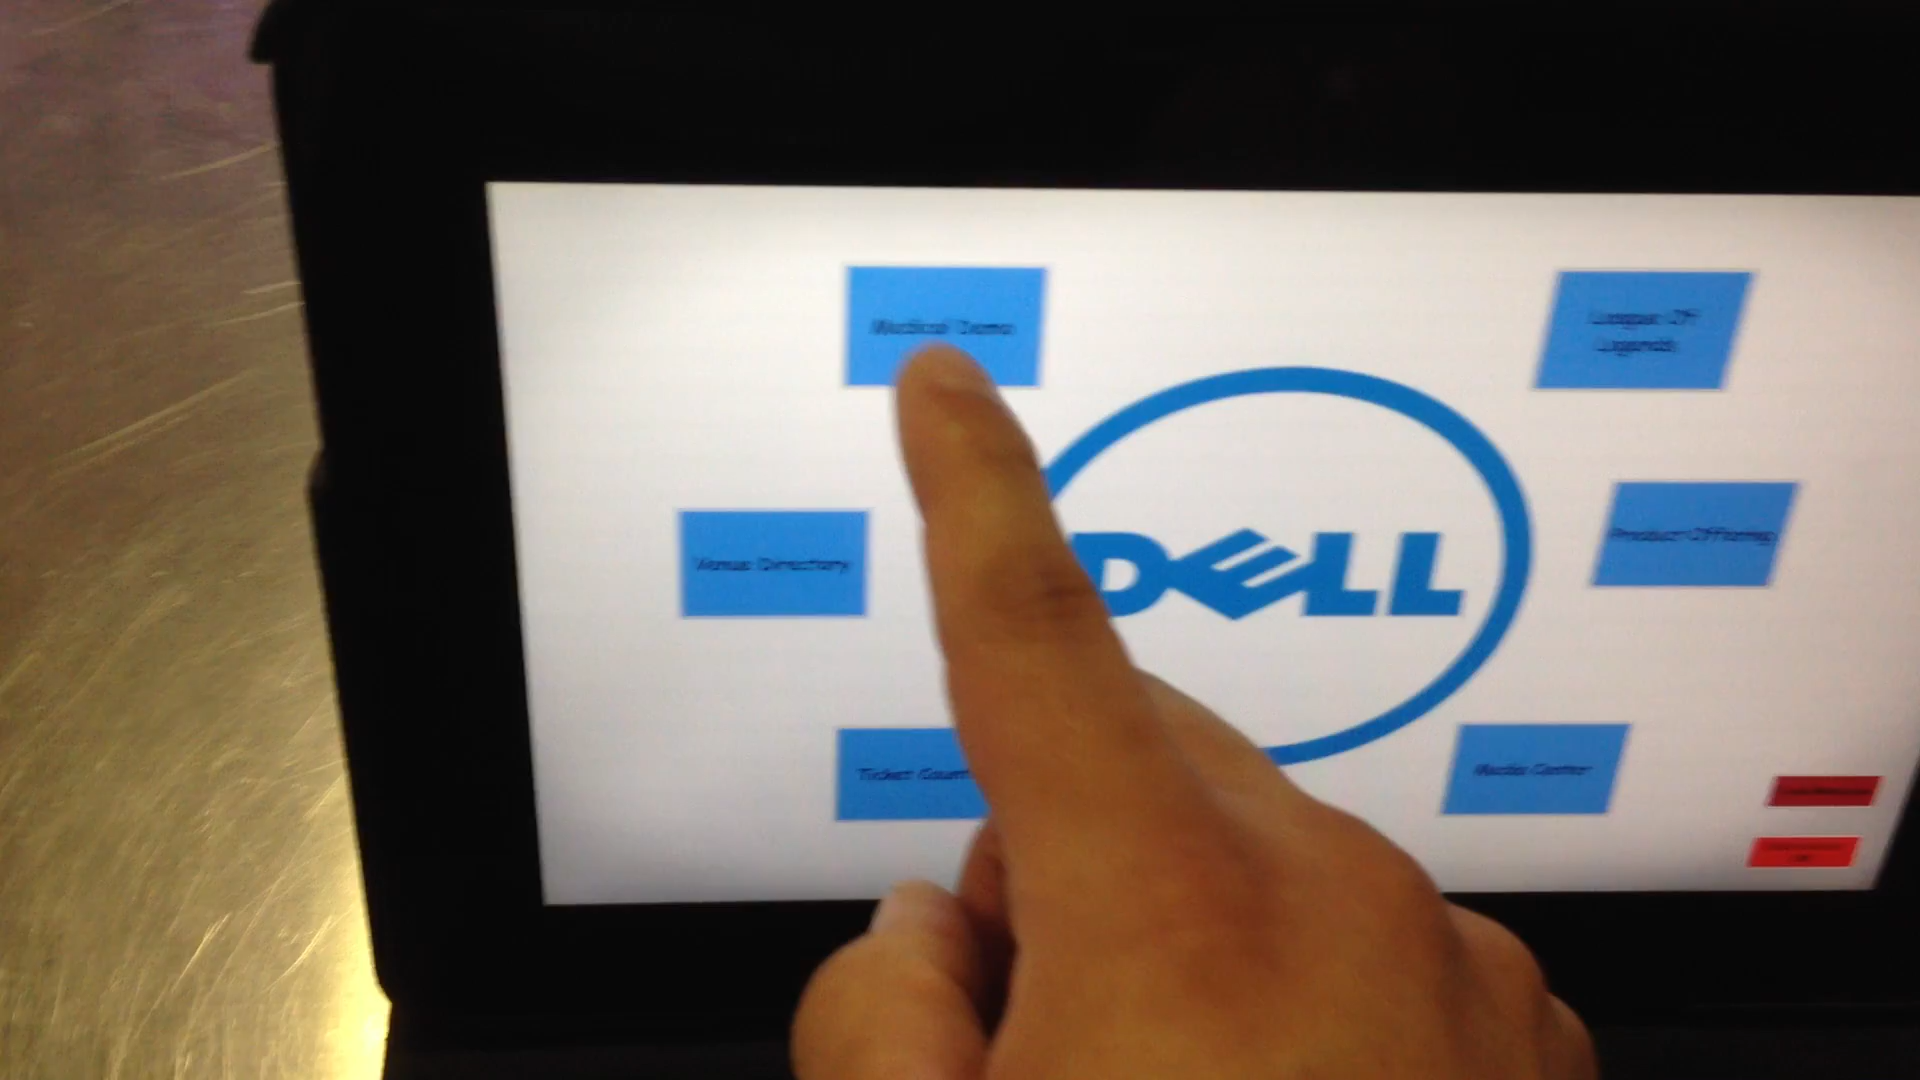 Medical Demo
League Of
Legends
Venue Directory
DELL
Product Offering
Ticket Count
Media Center